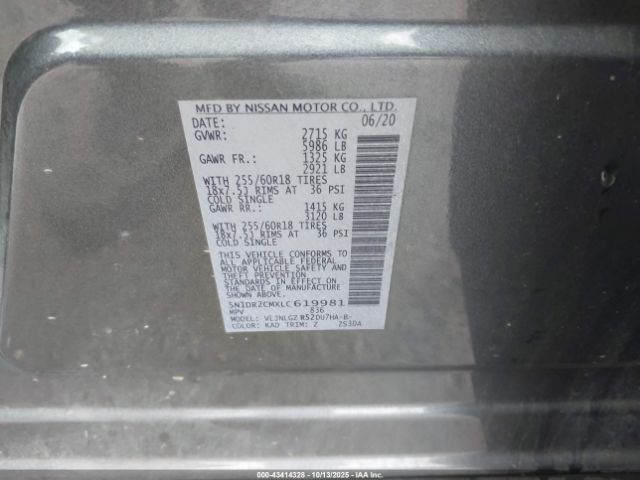 MFD BY NISSAN MOTOR CO., LTD.
DATE: 06/20
GVWR: 2715 KG
5986 LB
GAWR FR.: 1325 KG
2921 LB
WITH 255/60R18 TIRES
18x7.5J RIMS AT 36 PSI
COLD SINGLE
GAWR RR.: 1415 KG
3120 LB
WITH 255/60R18 TIRES
18x7.5J RIMS AT 36 PSI
COLD SINGLE
THIS VEHICLE CONFORMS TO
ALL APPLICABLE FEDERAL
MOTOR VEHICLE SAFETY AND
THEFT PREVENTION
STANDARDS IN EFFECT ON
THE DATE OF MANUFACTURE
SHOWN ABOVE.
5N1DR2CMXLC619981
MPV 836
MODEL: VLJNLGZ R52DU7HA-B-
COLOR: KAD TRIM: Z ZS3DA
000-43414328 | 10/13/2025 | IAA Inc.